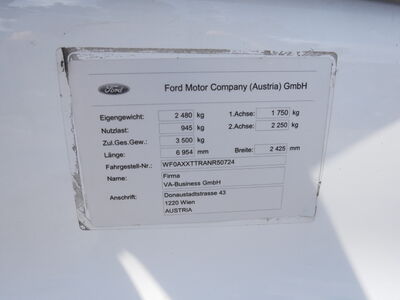 Ford Ford Motor Company (Austria) GmbH
Eigengewicht: 2 480 kg 1.Achse: 1 750 kg
Nutzlast: 945 kg 2.Achse: 2 250 kg
Zul.Ges.Gew.: 3 500 kg
Länge: 6 954 mm Breite: 2 425 mm
Fahrgestell-Nr.: WF0AXXTTRANR50724
Name: Firma
VA-Business GmbH
Anschrift: Donaustadtstrasse 43
1220 Wien
AUSTRIA